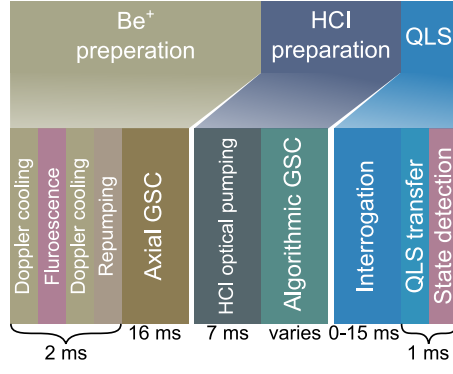 Be⁺
preperation
HCI
preparation
QLS
Doppler cooling
Fluroescence
Doppler cooling
Repumping
Axial GSC
HCI optical pumping
Algorithmic GSC
Interrogation
QLS transfer
State detection
16 ms
7 ms
varies
0-15 ms
2 ms
1 ms